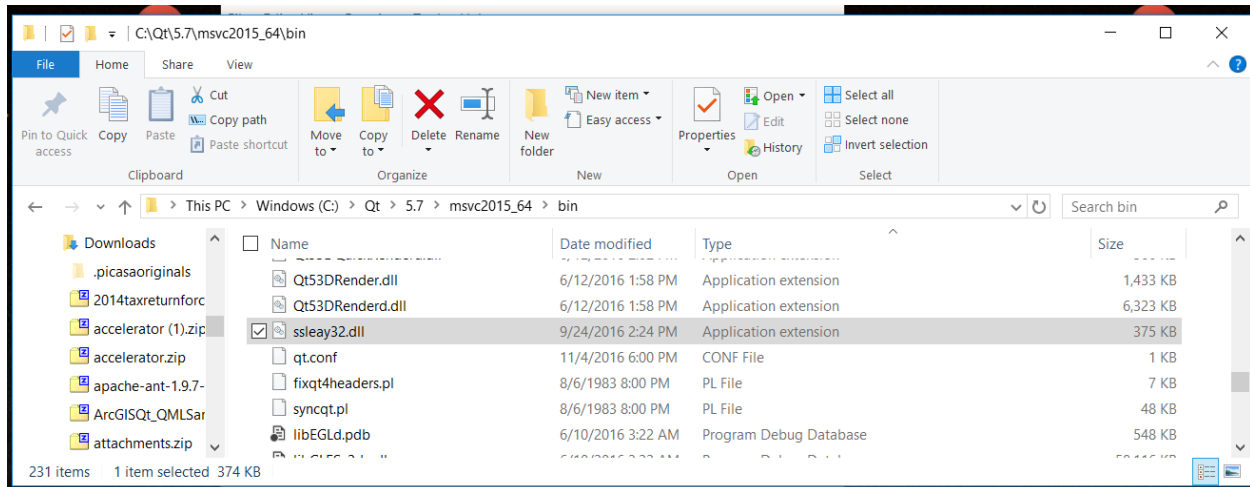 C:\Qt\5.7\msvc2015_64\bin
File Home Share View
Pin to Quick access Copy Paste Cut Copy path Paste shortcut
Move to Copy to Delete Rename New folder New item Easy access Properties Open Edit History Select all Select none Invert selection
Clipboard Organize New Open Select
This PC > Windows (C:) > Qt > 5.7 > msvc2015_64 > bin Search bin
Downloads Name Date modified Type Size
.picasaoriginals Qt53DRender.dll 6/12/2016 1:58 PM Application extension 1,433 KB
2014taxreturnforc Qt53DRenderd.dll 6/12/2016 1:58 PM Application extension 6,323 KB
accelerator (1).zip ssleay32.dll 9/24/2016 2:24 PM Application extension 375 KB
accelerator.zip qt.conf 11/4/2016 6:00 PM CONF File 1 KB
apache-ant-1.9.7- fixqt4headers.pl 8/6/1983 8:00 PM PL File 7 KB
ArcGISQt_QMLSar syncqt.pl 8/6/1983 8:00 PM PL File 48 KB
attachments.zip libEGLd.pdb 6/10/2016 3:22 AM Program Debug Database 548 KB
231 items 1 item selected 374 KB